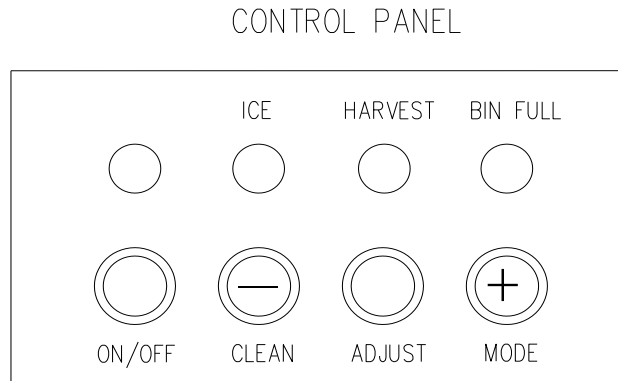 CONTROL PANEL
ICE HARVEST BIN FULL
− +
ON/OFF CLEAN ADJUST MODE